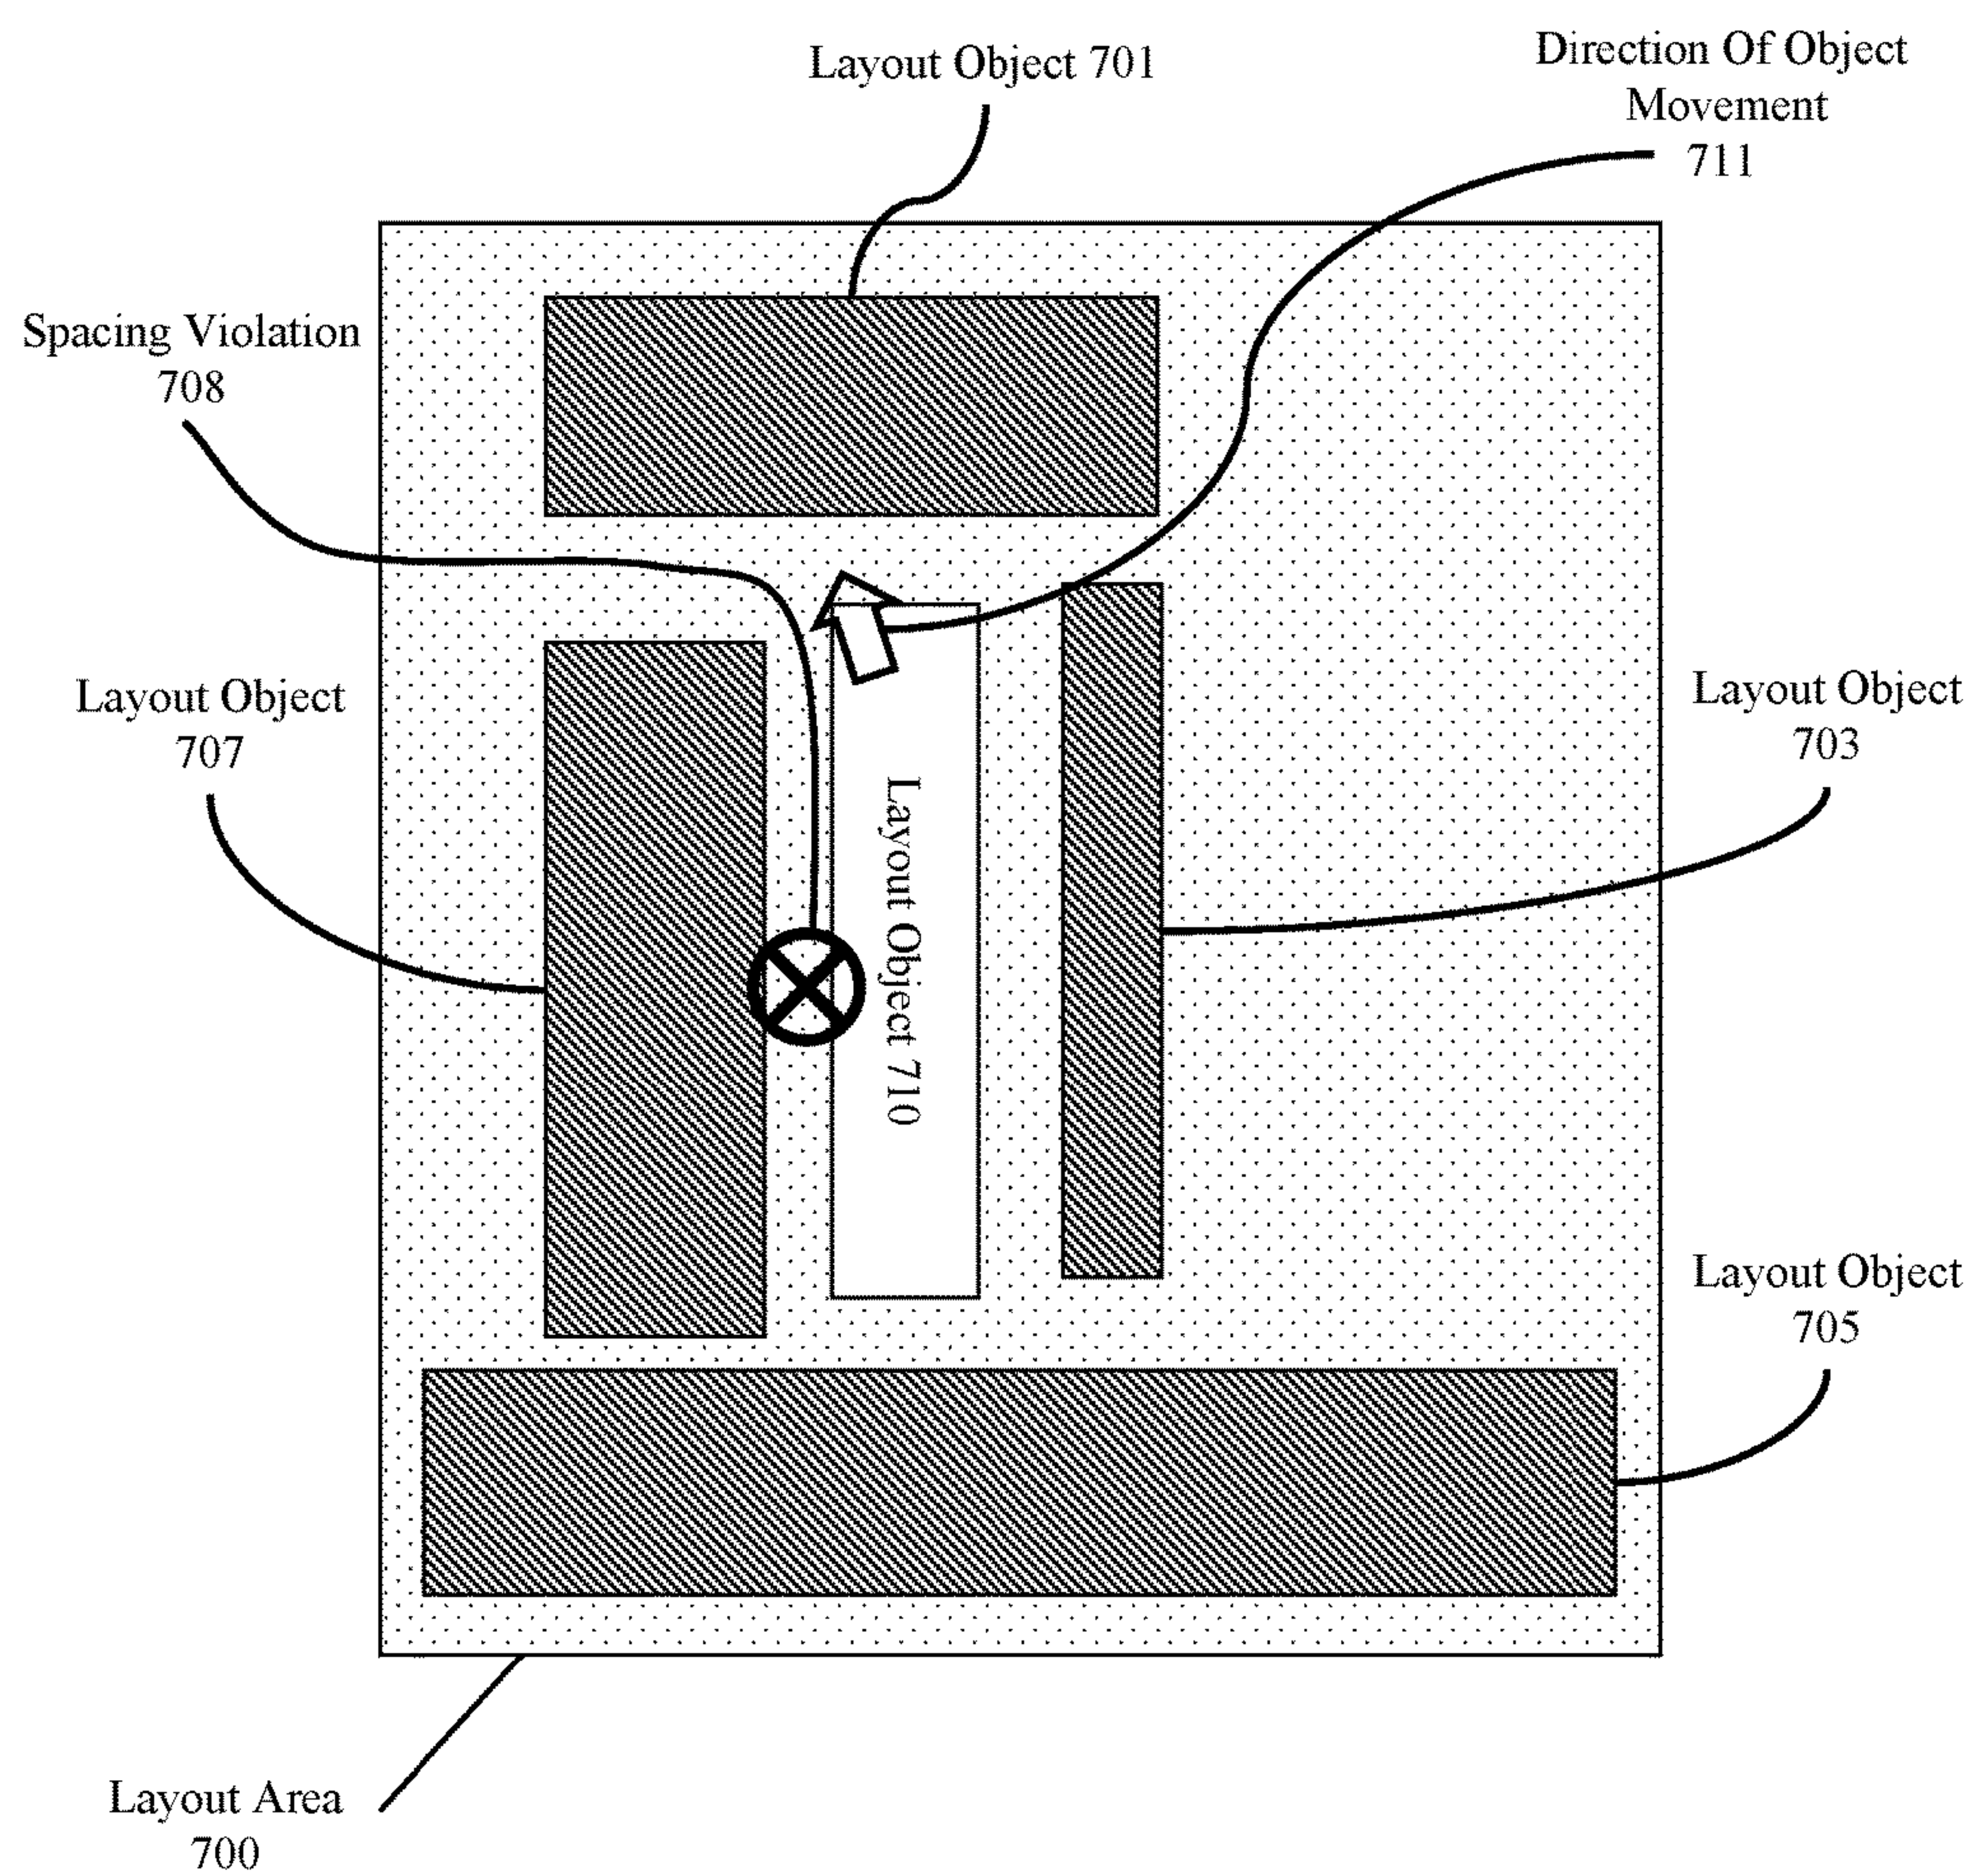 Layout Object 701
Direction Of Object
Movement
711
Spacing Violation
708
Layout Object
707
Layout Object
703
Layout Object 710
Layout Object
705
Layout Area
700